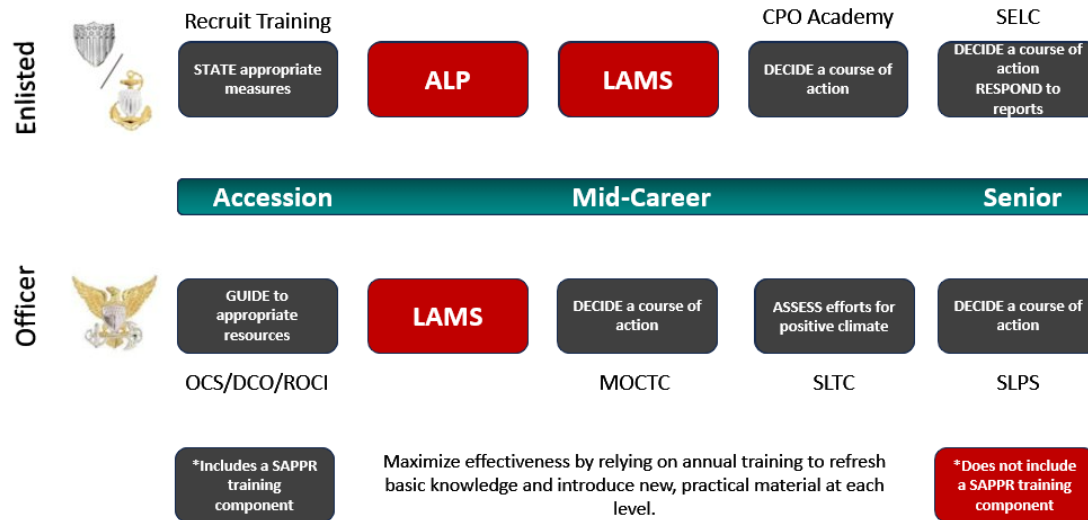 Enlisted
Recruit Training
CPO Academy
SELC
STATE appropriate
measures
ALP
LAMS
DECIDE a course of
action
DECIDE a course of
action
RESPOND to
reports
Accession
Mid-Career
Senior
Officer
GUIDE to
appropriate
resources
LAMS
DECIDE a course of
action
ASSESS efforts for
positive climate
DECIDE a course of
action
OCS/DCO/ROCI
MOCTC
SLTC
SLPS
*Includes a SAPPR
training
component
Maximize effectiveness by relying on annual training to refresh
basic knowledge and introduce new, practical material at each
level.
*Does not include
a SAPPR training
component